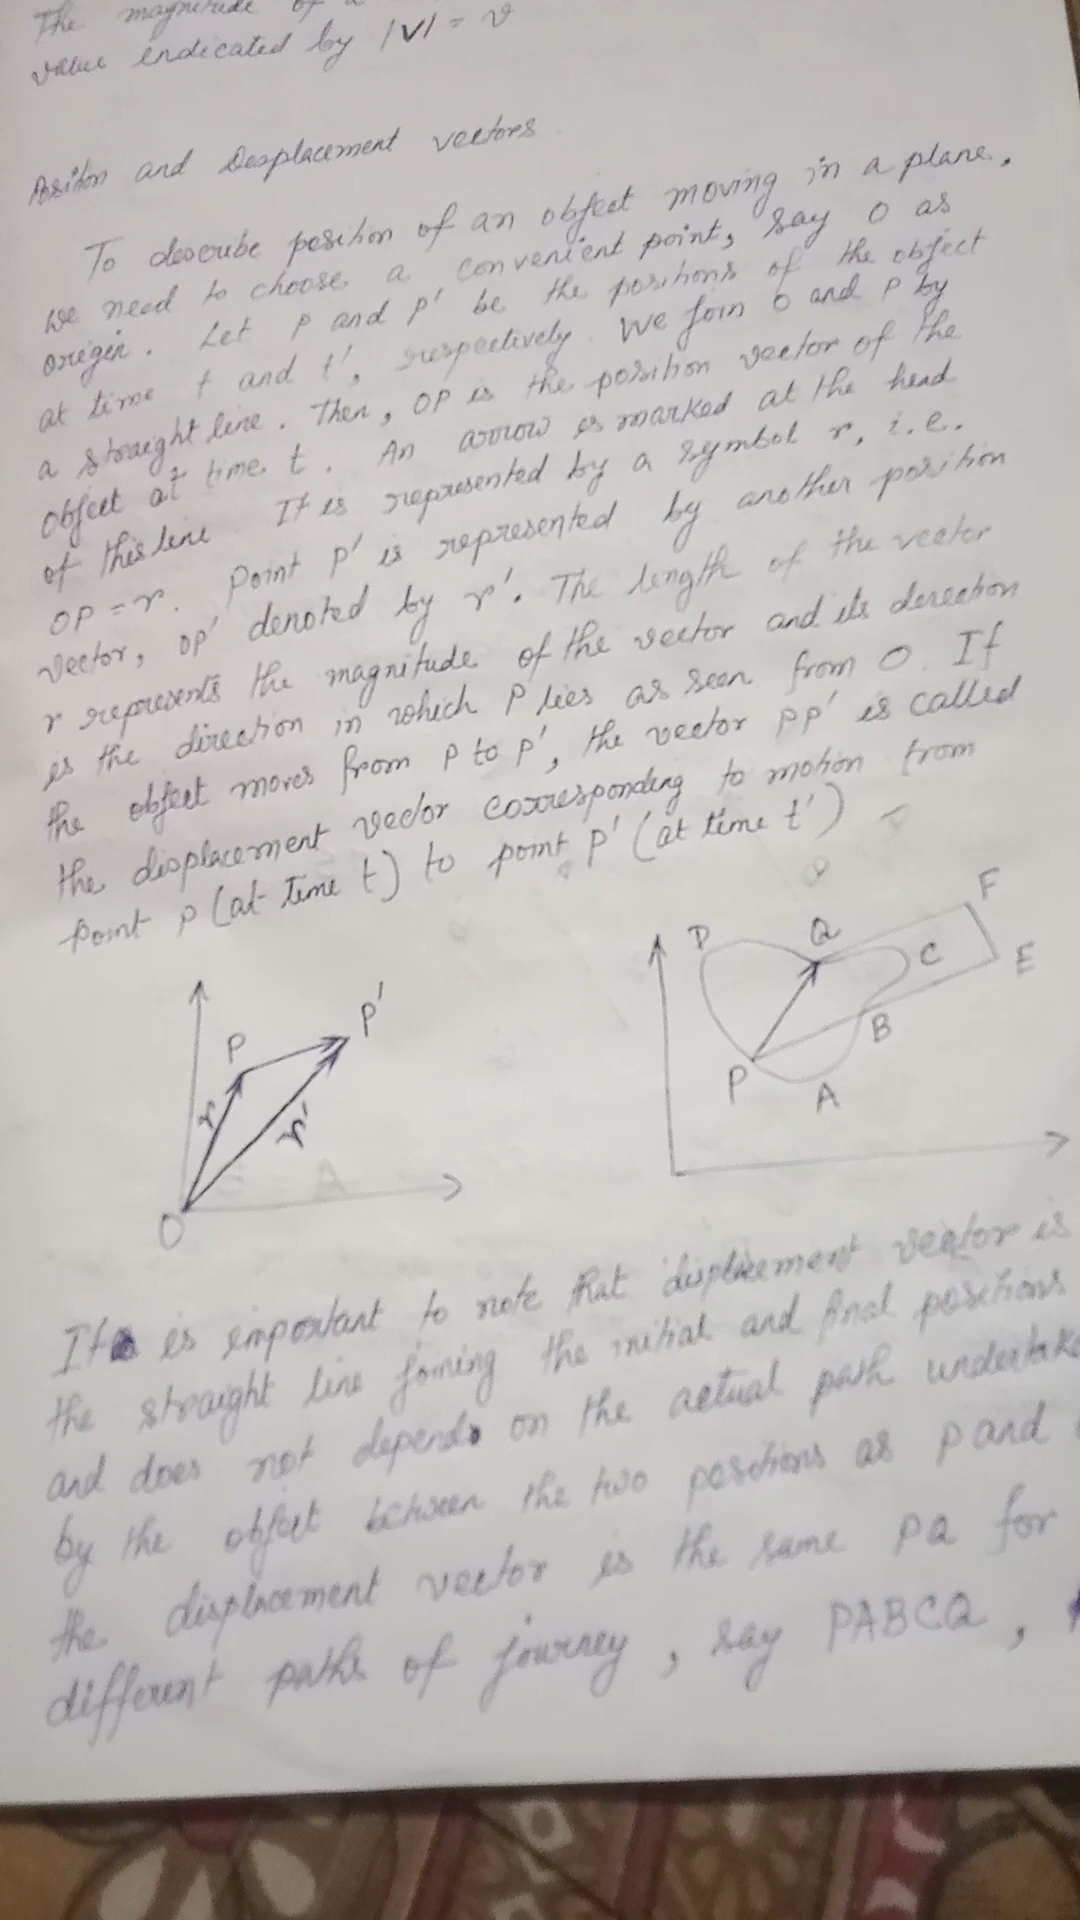 The magnitude of a
value indicated by |V| = v
Position and Desplacement vectors
To describe position of an object moving in a plane,
we need to choose a convenient point, say O as
origin. Let P and P' be the positions of the object
at time t and t', respectively. We join O and P by
a straight line. Then, OP is the position vector of the
object at time t. An arrow is marked at the head
of this line It is represented by a symbol r, i.e.
OP = r. Point P' is represented by another position
vector, OP' denoted by r'. The length of the vector
r represents the magnitude of the vector and its direction
is the direction in which P lies as seen from O. If
the object moves from P to P', the vector PP' is called
the displacement vector corresponding to motion from
point P (at time t) to point P' (at time t')
P
P'
r
r'
O
D
Q
F
C
E
B
P
A
It is important to note that displacement vector is
the straight line joining the initial and final positions
and does not depends on the actual path undertake
by the object between the two positions as P and
the displacement vector is the same PQ for
different paths of journey, say PABCQ,